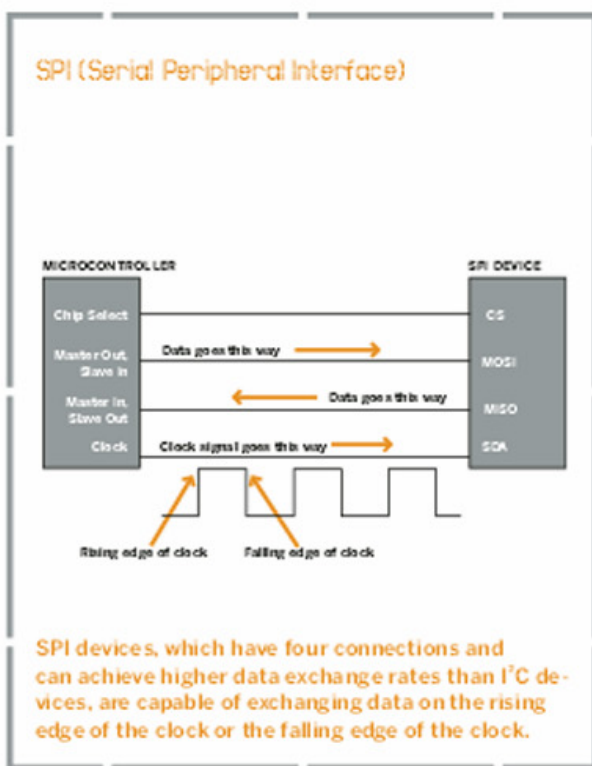 SPI (Serial Peripheral Interface)
MICROCONTROLLER
SPI DEVICE
Chip Select
CS
Master Out,
Slave In
Data goes this way
MOSI
Master In,
Slave Out
Data goes this way
MISO
Clock
Clock signal goes this way
SDA
Rising edge of clock
Falling edge of clock
SPI devices, which have four connections and
can achieve higher data exchange rates than I²C de-
vices, are capable of exchanging data on the rising
edge of the clock or the falling edge of the clock.